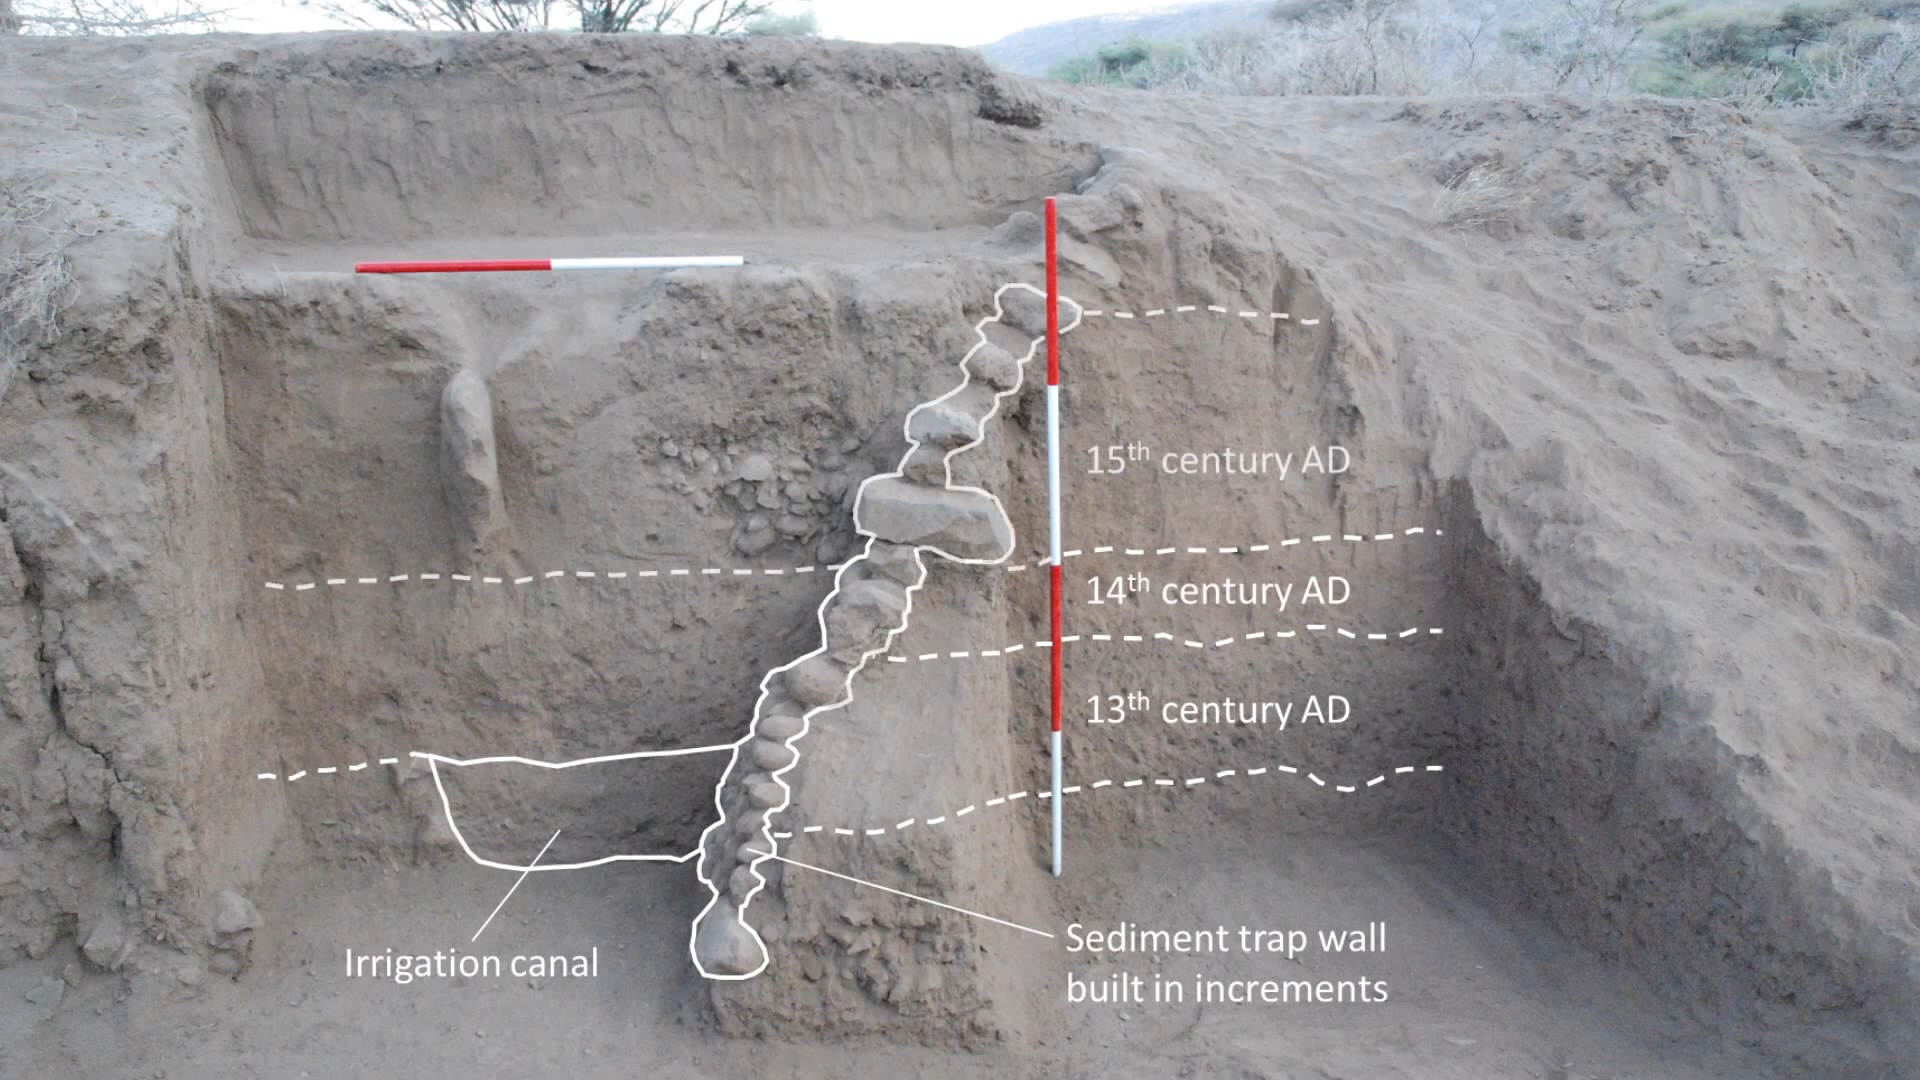 15th century AD
14th century AD
13th century AD
Irrigation canal
Sediment trap wall
built in increments